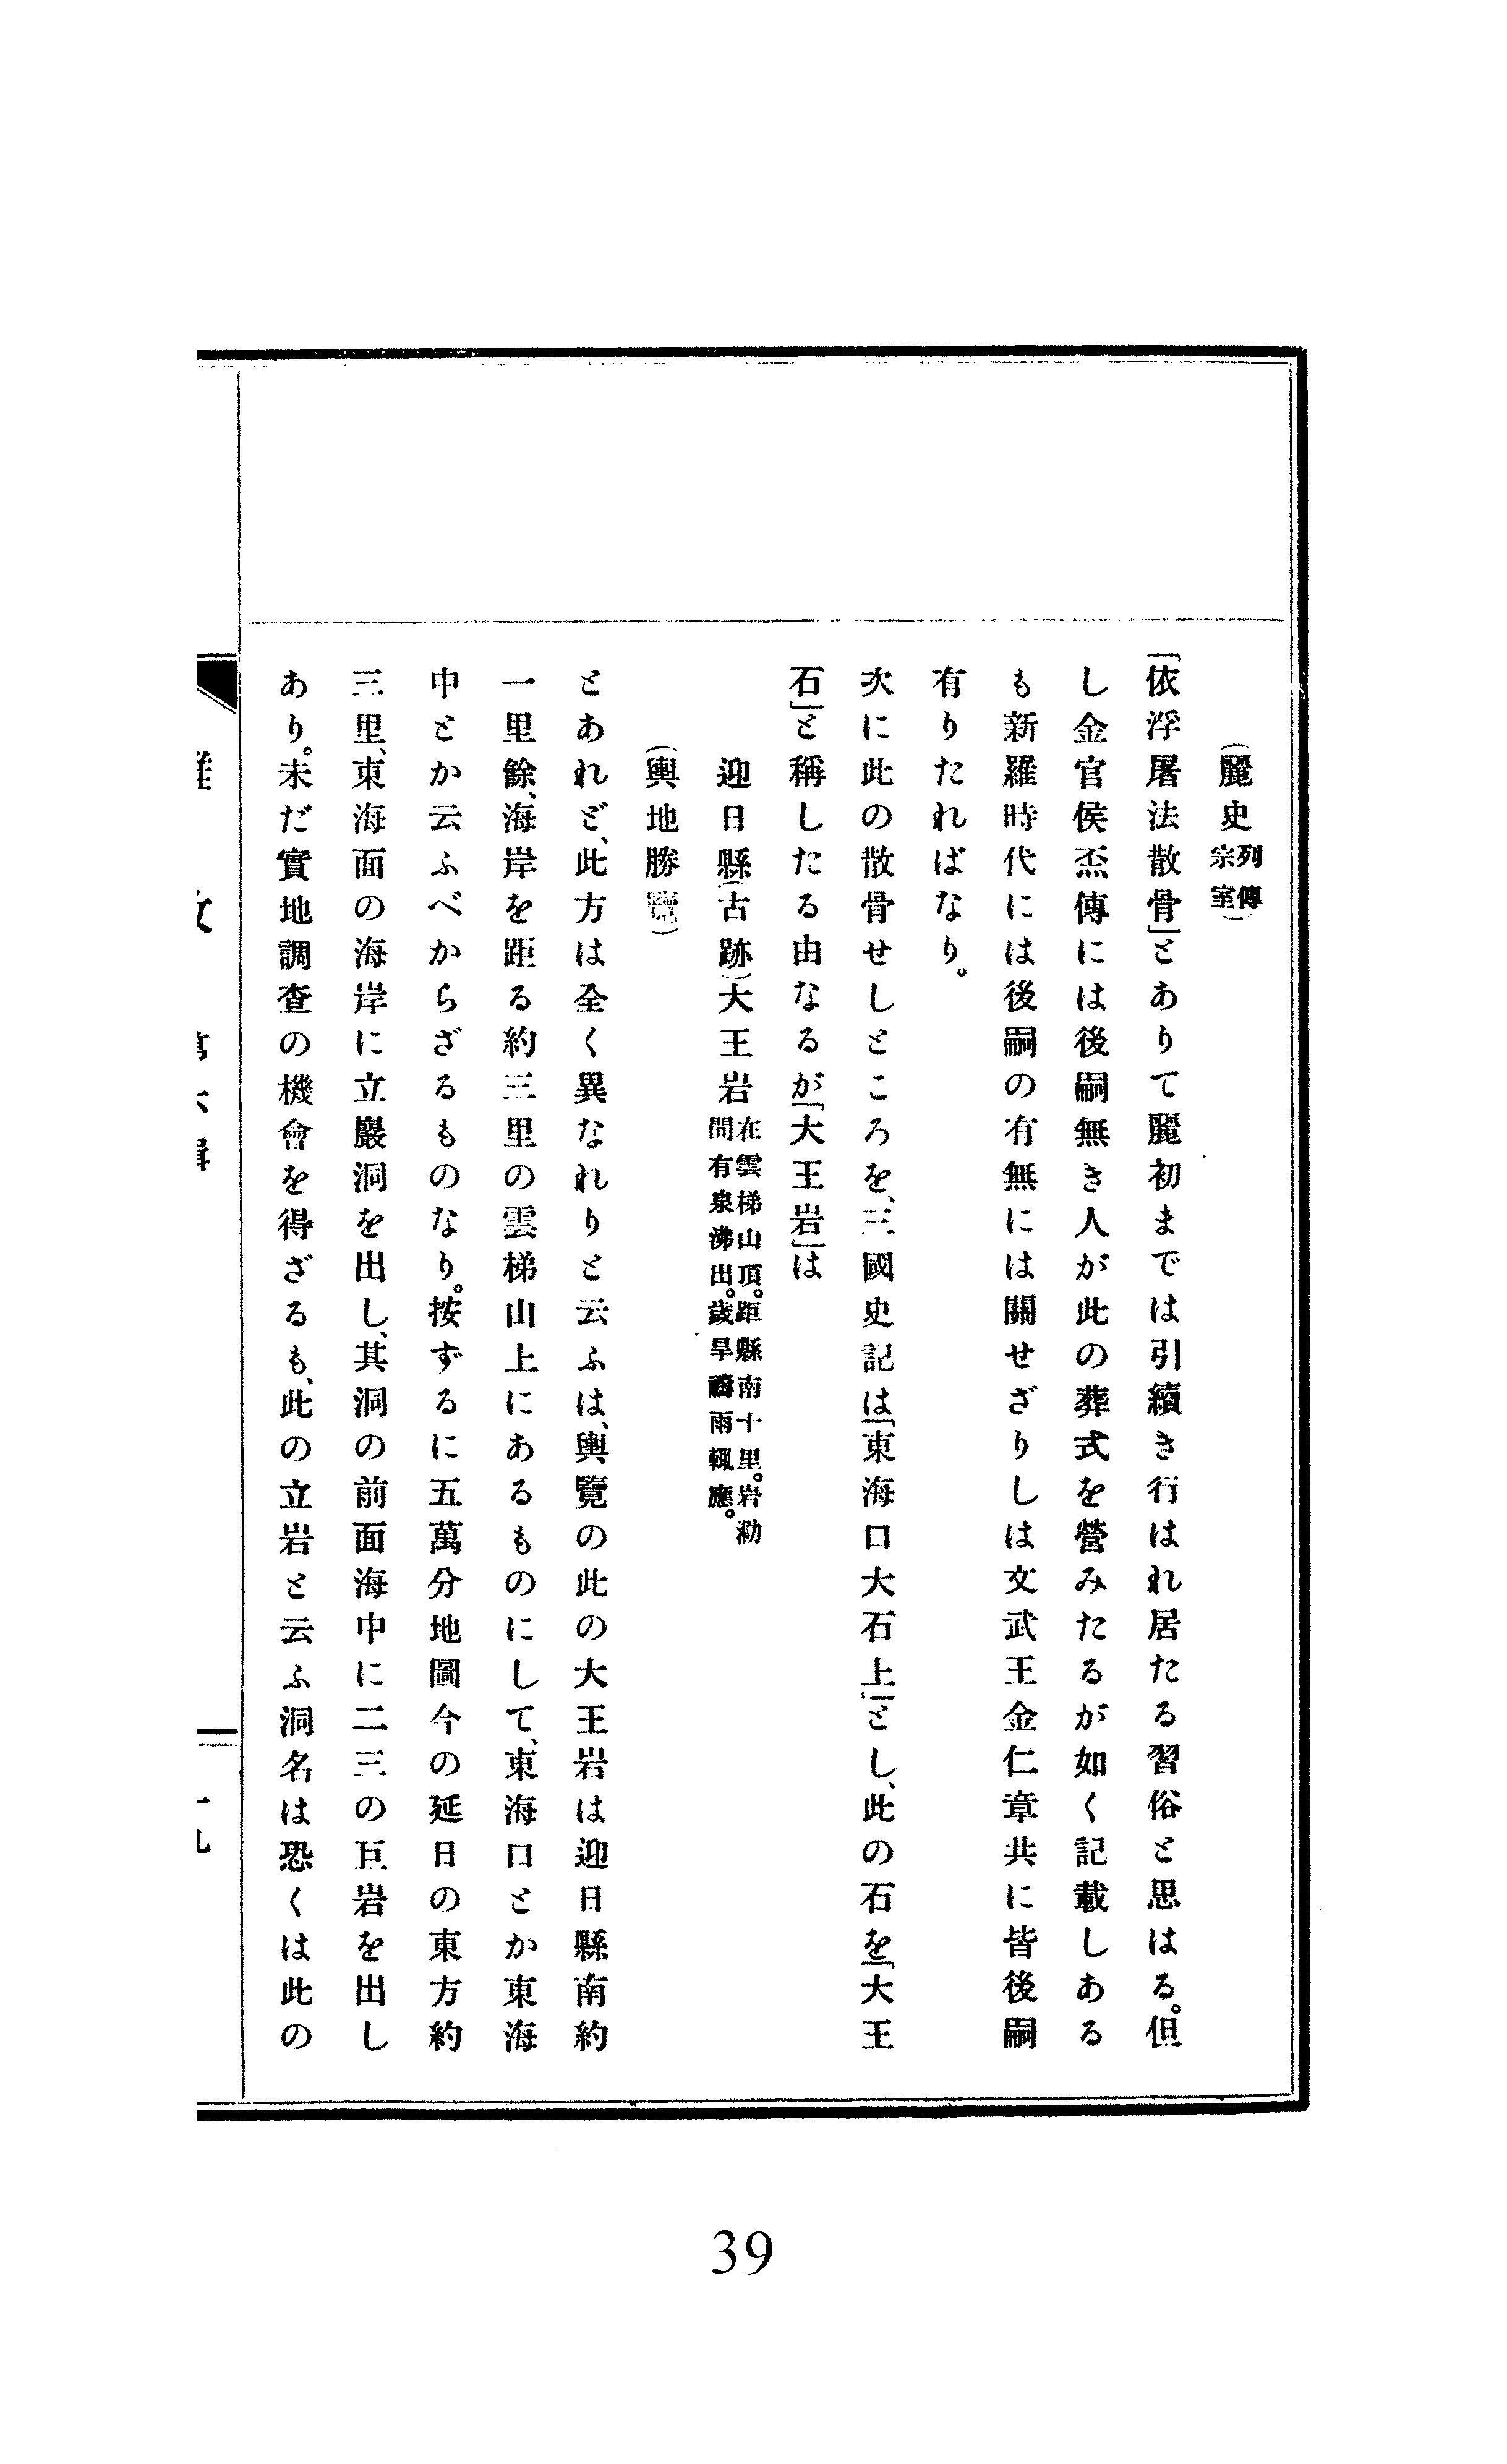 (麗史列傳宗室)
「依浮屠法散骨」とありて麗初までは引續き行はれ居たる習俗と思はる。但
し金官侯丕傳には後嗣無き人が此の葬式を營みたるが如く記載しある
も新羅時代には後嗣の有無には關せざりしは文武王金仁章共に皆後嗣
有りたればなり。
次に此の散骨せしところを、三國史記は「東海口大石上」とし、此の石を「大王
石」と稱したる由なるが「大王岩」は
迎日縣(古跡)大王岩在雲梯山頂。距縣南十里。岩泐間有泉沸出。歲旱禱雨輒應。
(輿地勝覽)
とあれど、此方は全く異なれりと云ふは、輿覽の此の大王岩は迎日縣南約
一里餘、海岸を距る約三里の雲梯山上にあるものにして、東海口とか東海
中とか云ふべからざるものなり。按ずるに五萬分地圖今の延日の東方約
三里、東海面の海岸に立巖洞を出し、其洞の前面海中に二三の巨岩を出し
あり。未だ實地調查の機會を得ざるも、此の立岩と云ふ洞名は恐くは此の
39